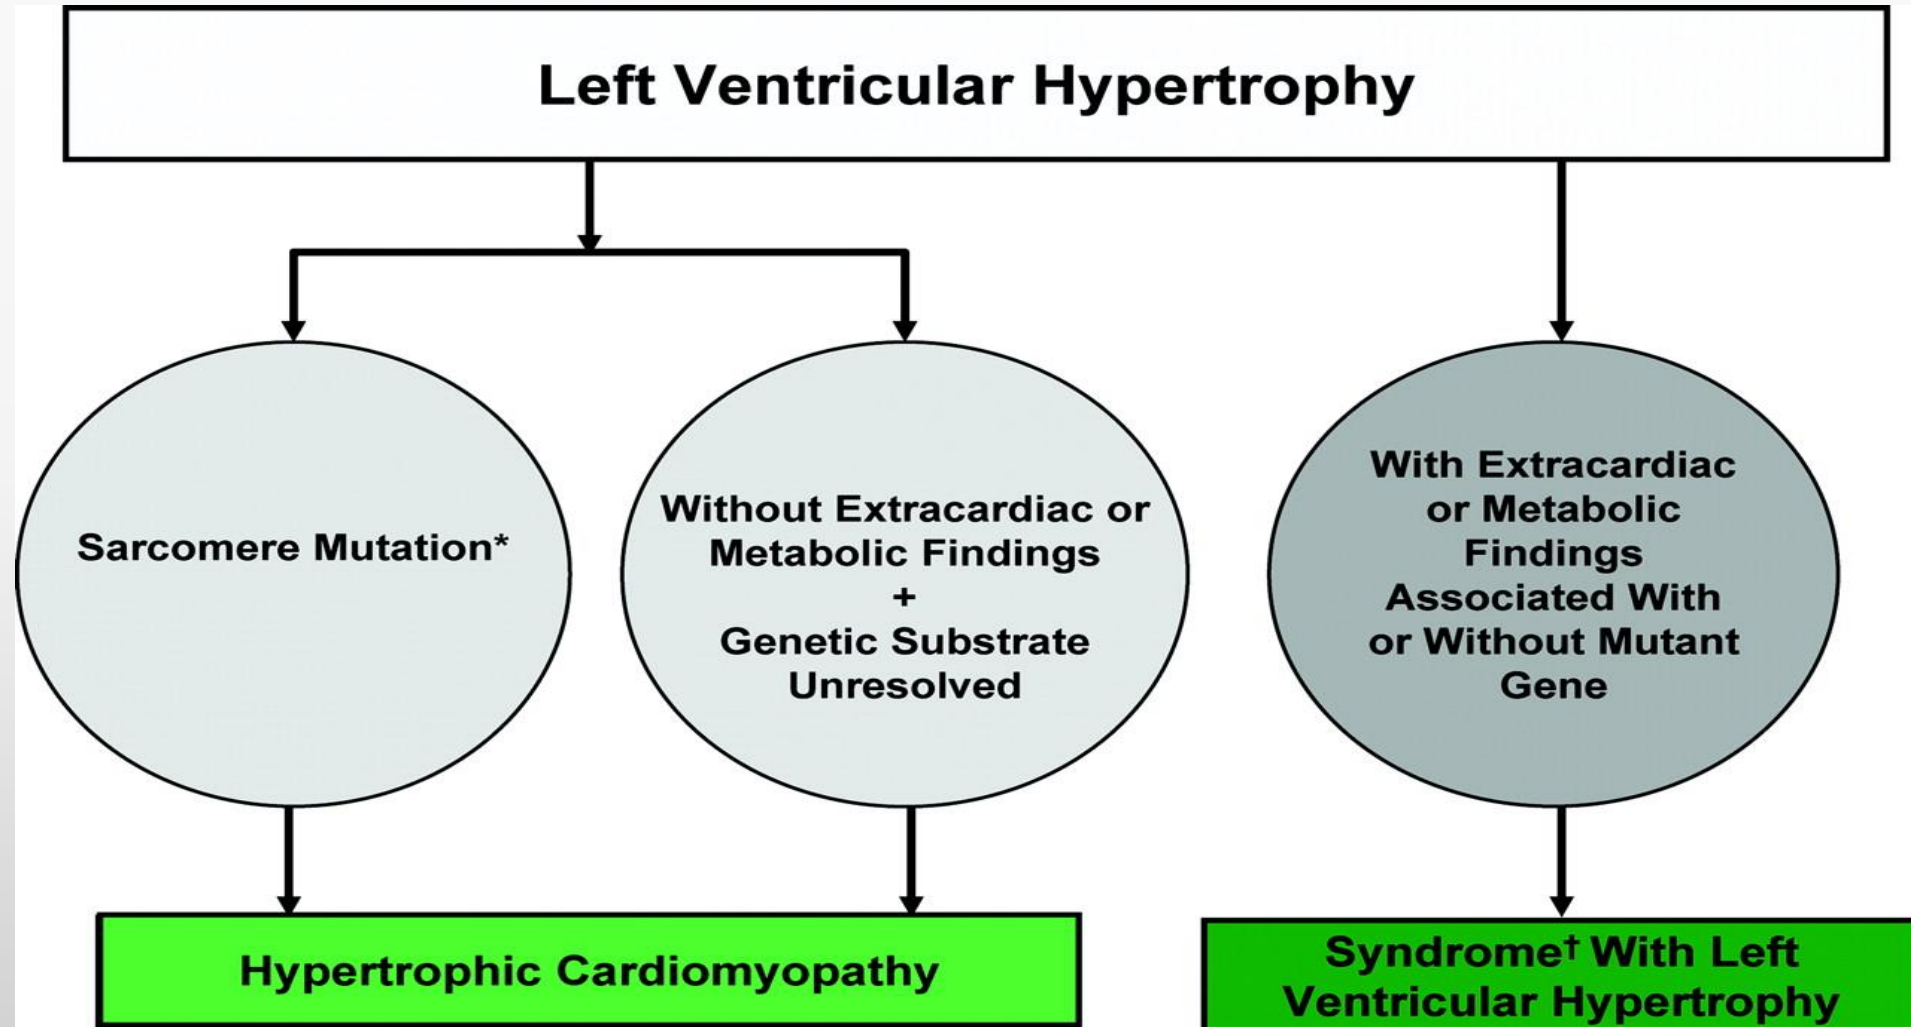 Left Ventricular Hypertrophy
Sarcomere Mutation*
Without Extracardiac or
Metabolic Findings
+
Genetic Substrate
Unresolved
With Extracardiac
or Metabolic
Findings
Associated With
or Without Mutant
Gene
Hypertrophic Cardiomyopathy
Syndrome† With Left
Ventricular Hypertrophy